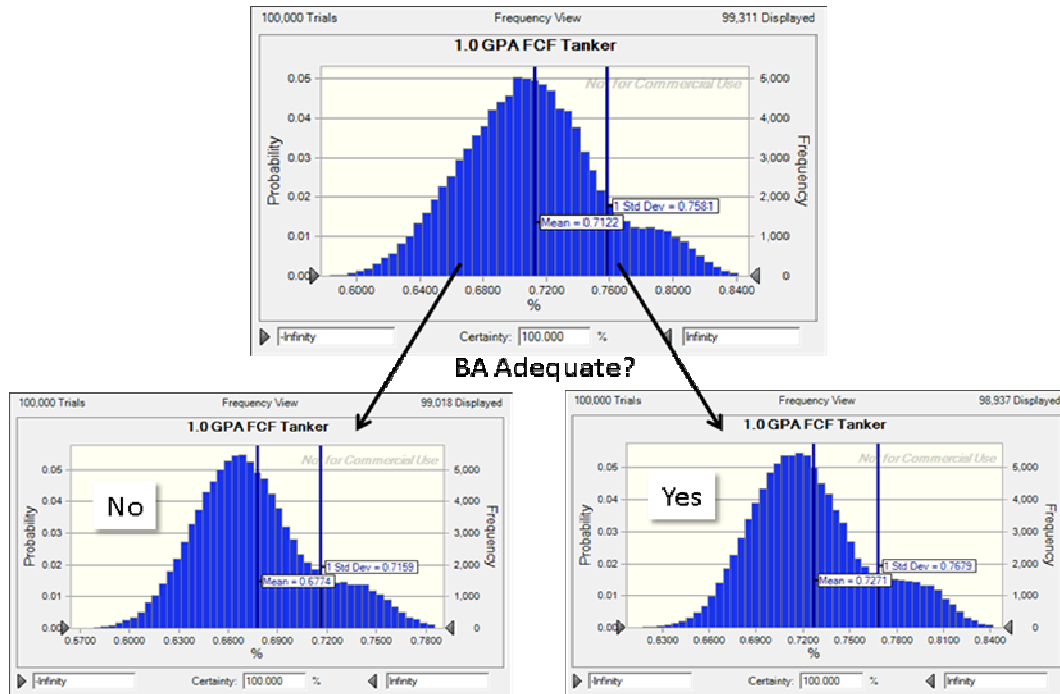 100,000 Trials Frequency View 99,311 Displayed
1.0 GPA FCF Tanker
Not for Commercial Use
Probability
0.05
0.04
0.03
0.02
0.01
0.00
Frequency
5,000
4,000
3,000
2,000
1,000
0
1 Std Dev = 0.7581
Mean = 0.7122
0.6000 0.6400 0.6800 0.7200 0.7600 0.8000 0.8400
%
-Infinity Certainty: 100.000 % Infinity
BA Adequate?
100,000 Trials Frequency View 99,018 Displayed
1.0 GPA FCF Tanker
Not for Commercial Use
No
Probability
0.05
0.04
0.03
0.02
0.01
0.00
Frequency
5,000
4,000
3,000
2,000
1,000
0
1 Std Dev = 0.7159
Mean = 0.6774
0.5700 0.6000 0.6300 0.6600 0.6900 0.7200 0.7500 0.7800
%
-Infinity Certainty: 100.000 % Infinity
100,000 Trials Frequency View 98,937 Displayed
1.0 GPA FCF Tanker
Not for Commercial Use
Yes
Probability
0.05
0.04
0.03
0.02
0.01
0.00
Frequency
5,000
4,000
3,000
2,000
1,000
0
1 Std Dev = 0.7679
Mean = 0.7271
0.6300 0.6600 0.6900 0.7200 0.7500 0.7800 0.8100 0.8400
%
-Infinity Certainty: 100.000 % Infinity